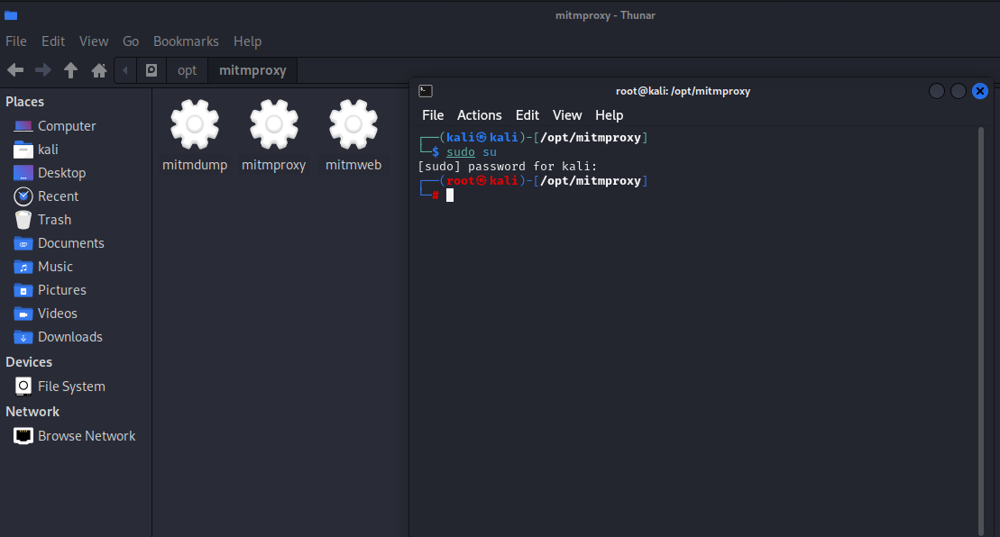 mitmproxy - Thunar
File Edit View Go Bookmarks Help
opt mitmproxy
Places
Computer
kali
Desktop
Recent
Trash
Documents
Music
Pictures
Videos
Downloads
Devices
File System
Network
Browse Network
mitmdump mitmproxy mitmweb
root@kali: /opt/mitmproxy
File Actions Edit View Help
┌──(kali㉿kali)-[/opt/mitmproxy]
└─$ sudo su
[sudo] password for kali:
┌──(root㉿kali)-[/opt/mitmproxy]
└─#